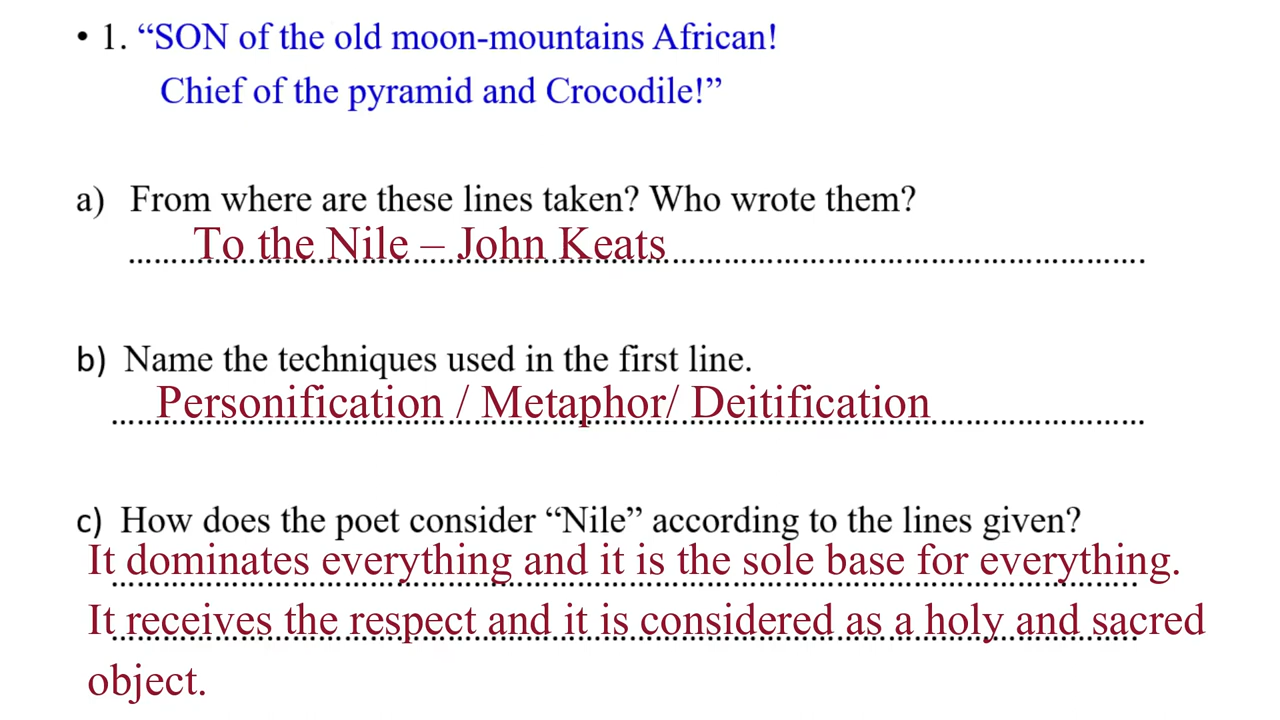 • 1. “SON of the old moon-mountains African!
Chief of the pyramid and Crocodile!”
a) From where are these lines taken? Who wrote them?
To the Nile – John Keats
b) Name the techniques used in the first line.
Personification / Metaphor/ Deitification
c) How does the poet consider “Nile” according to the lines given?
It dominates everything and it is the sole base for everything.
It receives the respect and it is considered as a holy and sacred
object.